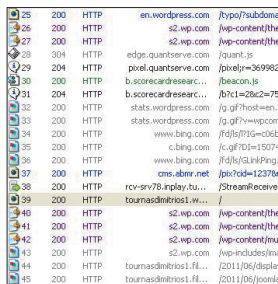 25 200 HTTP en.wordpress.com /typo/?subdoma
26 200 HTTP s2.wp.com /wp-content/the
27 200 HTTP s2.wp.com /wp-content/the
28 304 HTTP edge.quantserve.com /quant.js
29 204 HTTP pixel.quantserve.com /pixel;r=369982
30 200 HTTP b.scorecardresearc... /beacon.js
31 204 HTTP b.scorecardresearc... /b?c1=2&c2=75
32 200 HTTP stats.wordpress.com /g.gif?host=en.
33 200 HTTP stats.wordpress.com /g.gif?v=wpcom
34 200 HTTP www.bing.com /fd/ls/l?IG=c06b
35 200 HTTP c.bing.com /c.gif?DI=15074
36 200 HTTP www.bing.com /fd/ls/GLinkPing.
37 200 HTTP cms.abmr.net /pix?cid=12378&
38 200 HTTP rcv-srv78.inplay.tu... /StreamReceive
39 200 HTTP tournasdimitrios1.w... /
40 200 HTTP s2.wp.com /wp-content/the
41 200 HTTP s2.wp.com /wp-content/the
42 200 HTTP s2.wp.com /wp-content/mu
43 200 HTTP s2.wp.com /wp-includes/ima
44 200 HTTP tournasdimitrios1.fil... /2011/06/displa
45 200 HTTP tournasdimitrios1.fil... /2011/06/jooml